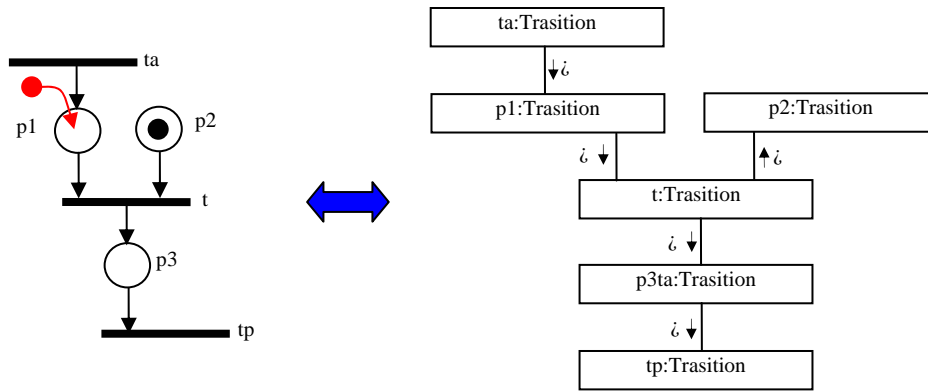 ta
p1
p2
t
p3
tp
ta:Trasition
¿
p1:Trasition
p2:Trasition
¿
¿
t:Trasition
¿
p3ta:Trasition
¿
tp:Trasition